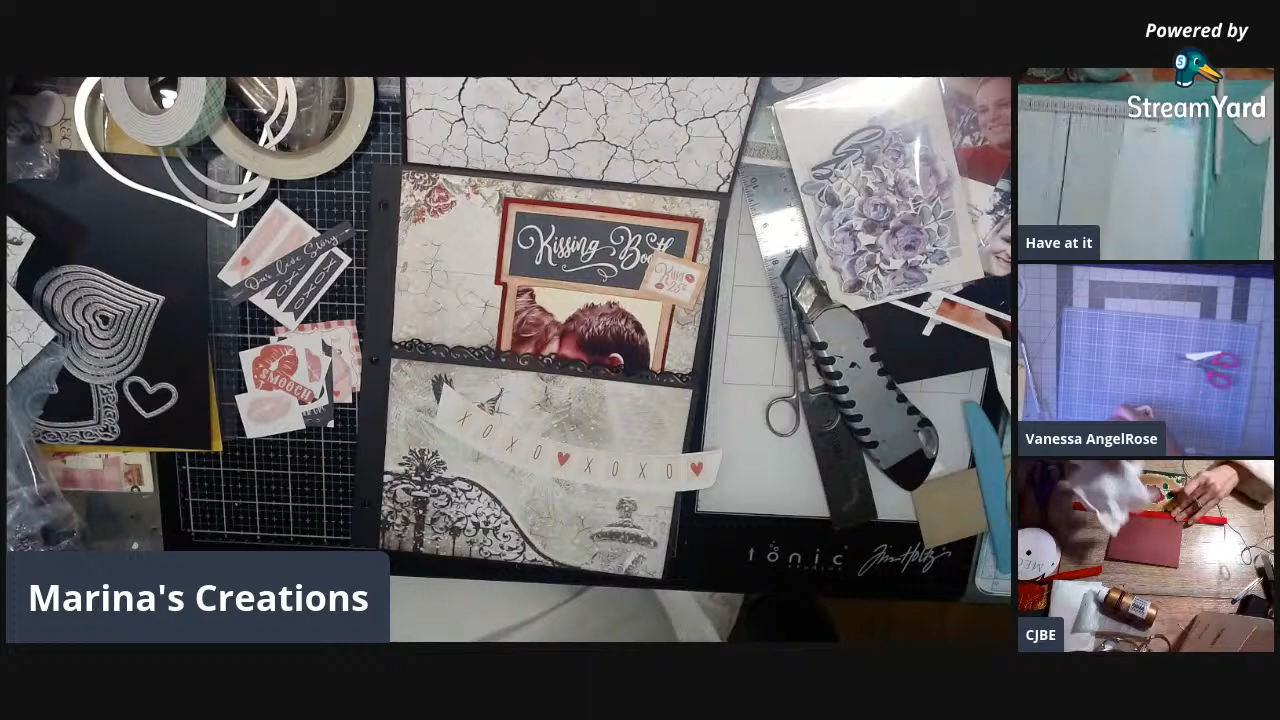 Powered by
StreamYard
Kissing Booth
Our Love Story
XOXO
XOXO
SMOOCH
X O X O ♥ X O X O ♥
tonic
Tim Holtz
Have at it
Vanessa AngelRose
CJBE
Marina's Creations